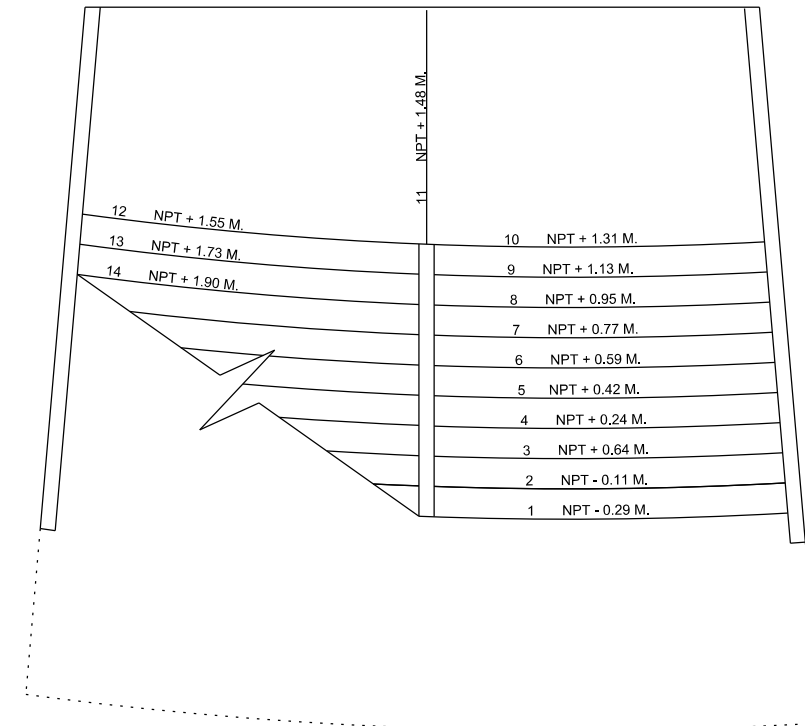 11 NPT + 1.48 M.
12 NPT + 1.55 M.
13 NPT + 1.73 M.
14 NPT + 1.90 M.
10 NPT + 1.31 M.
9 NPT + 1.13 M.
8 NPT + 0.95 M.
7 NPT + 0.77 M.
6 NPT + 0.59 M.
5 NPT + 0.42 M.
4 NPT + 0.24 M.
3 NPT + 0.64 M.
2 NPT - 0.11 M.
1 NPT - 0.29 M.